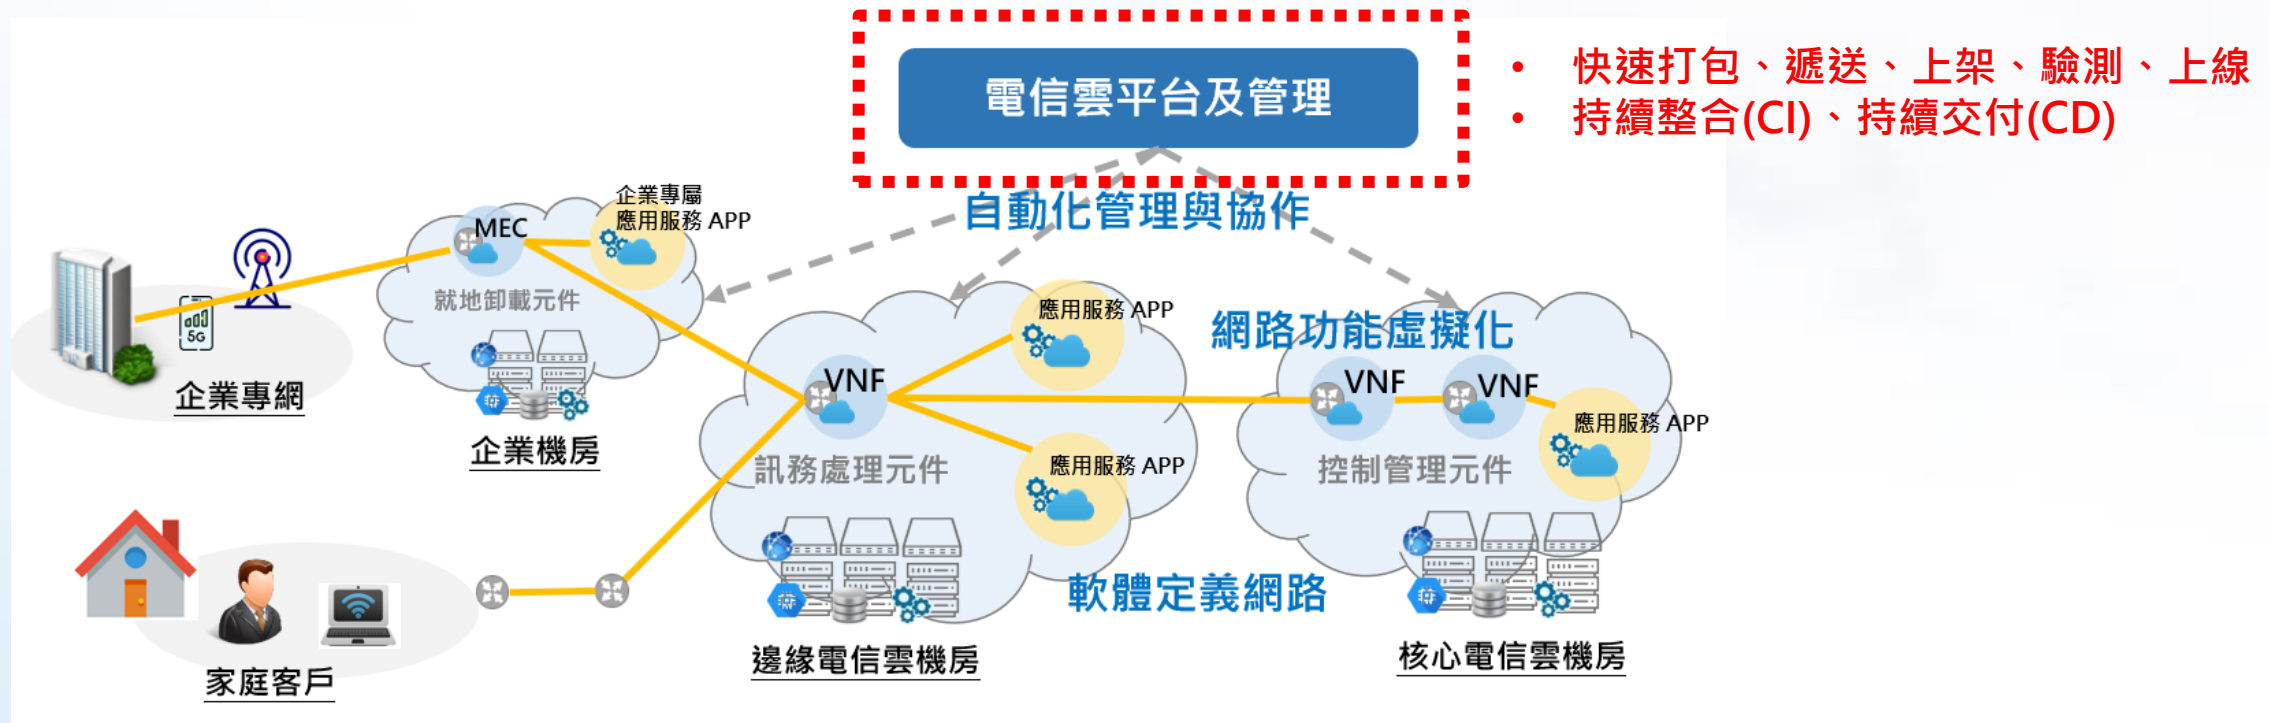 電信雲平台及管理
• 快速打包、遞送、上架、驗測、上線
• 持續整合(CI)、持續交付(CD)
自動化管理與協作
企業專屬
應用服務 APP
MEC
就地卸載元件
5G
企業專網
企業機房
應用服務 APP
網路功能虛擬化
VNF
VNF
VNF
應用服務 APP
應用服務 APP
訊務處理元件
控制管理元件
軟體定義網路
邊緣電信雲機房
核心電信雲機房
家庭客戶